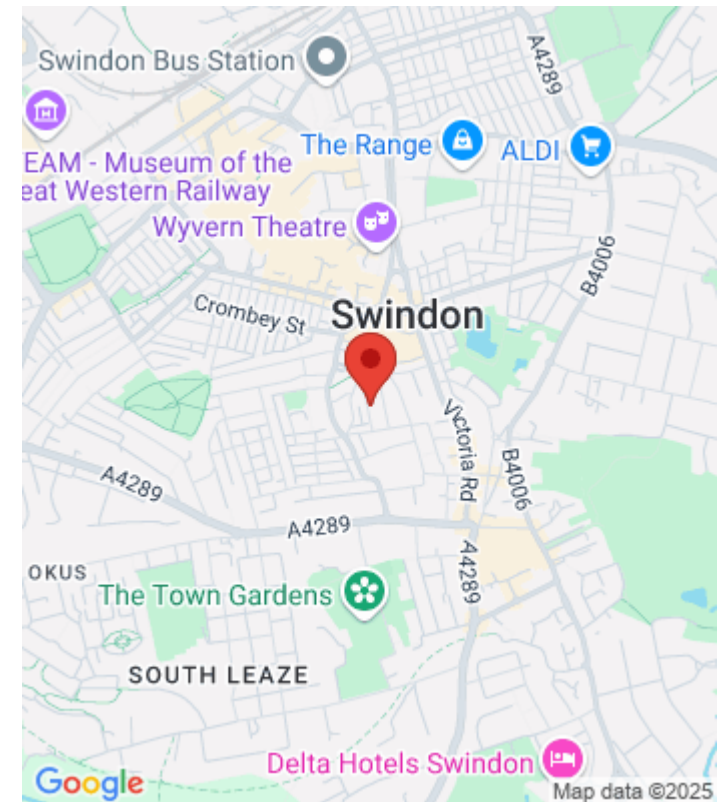 Swindon Bus Station
A4289
The Range
ALDI
EAM - Museum of the
eat Western Railway
Wyvern Theatre
B4006
Crombey St
Swindon
Victoria Rd
B4006
A4289
A4289
A4289
OKUS
The Town Gardens
SOUTH LEAZE
Delta Hotels Swindon
Google
Map data ©2025